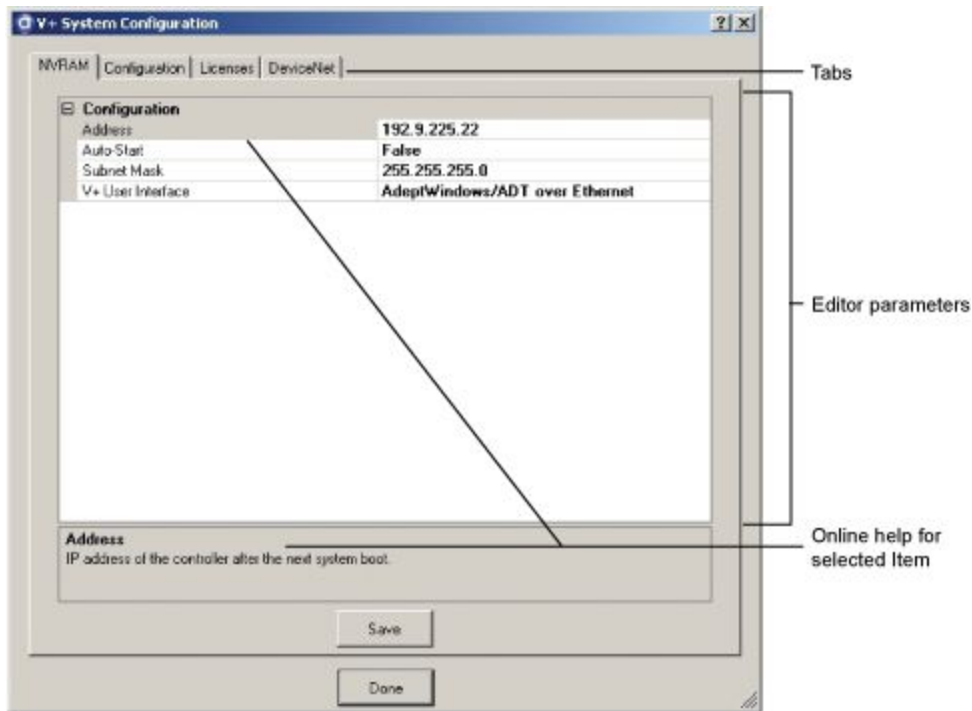 V+ System Configuration
NVRAM Configuration Licenses DeviceNet
Tabs
Configuration
Address 192.9.225.22
Auto-Start False
Subnet Mask 255.255.255.0
V+ User Interface AdeptWindows/ADT over Ethernet
Editor parameters
Address
IP address of the controller after the next system boot.
Online help for
selected Item
Save
Done